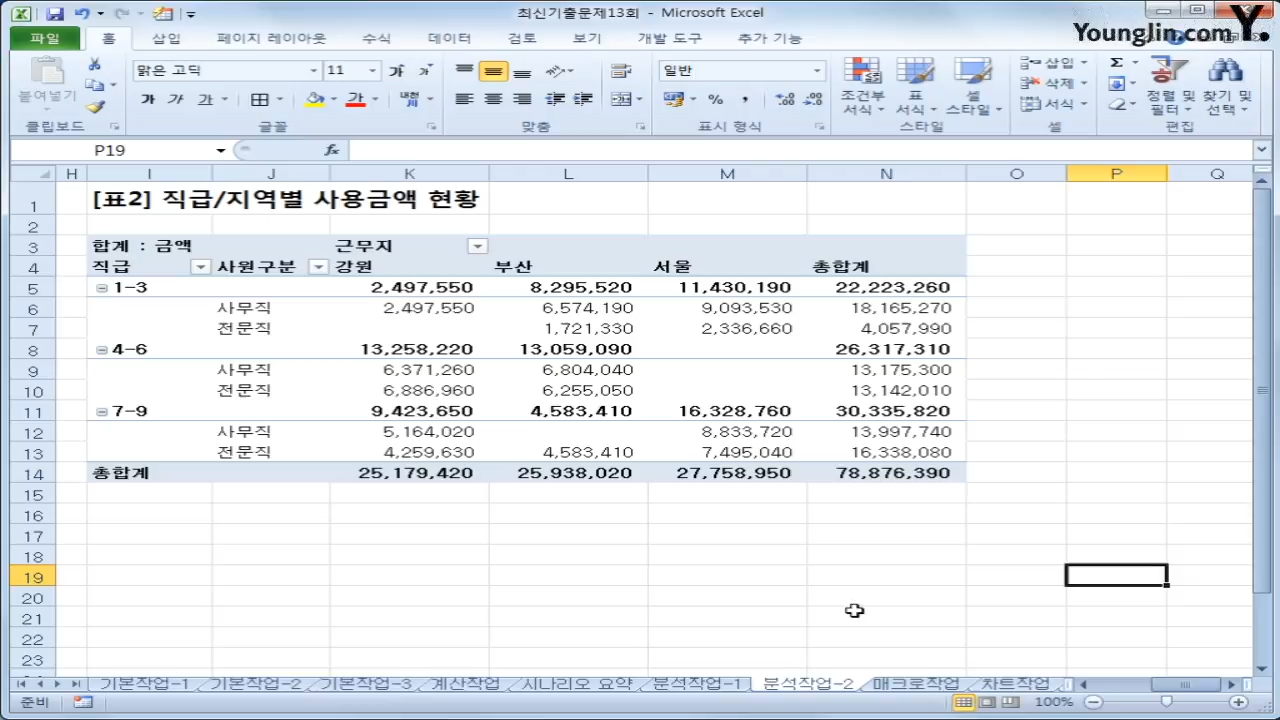 최신기출문제13회 - Microsoft Excel
Younglin.com Y.
파일 홈 삽입 페이지 레이아웃 수식 데이터 검토 보기 개발 도구 추가 기능
붙여넣기
클립보드
맑은 고딕 11
가 가 가 가 가 가 내천
글꼴
맞춤
일반
% ,
표시 형식
조건부 서식 표 서식 셀 스타일
스타일
삽입 삭제 서식
셀
Σ 정렬 및 필터 찾기 및 선택
편집
P19 fx
H I J K L M N O P Q
1 [표2] 직급/지역별 사용금액 현황
2
3 합계 : 금액 근무지
4 직급 사원구분 강원 부산 서울 총합계
5 1-3 2,497,550 8,295,520 11,430,190 22,223,260
6 사무직 2,497,550 6,574,190 9,093,530 18,165,270
7 전문직 1,721,330 2,336,660 4,057,990
8 4-6 13,258,220 13,059,090 26,317,310
9 사무직 6,371,260 6,804,040 13,175,300
10 전문직 6,886,960 6,255,050 13,142,010
11 7-9 9,423,650 4,583,410 16,328,760 30,335,820
12 사무직 5,164,020 8,833,720 13,997,740
13 전문직 4,259,630 4,583,410 7,495,040 16,338,080
14 총합계 25,179,420 25,938,020 27,758,950 78,876,390
15
16
17
18
19
20
21
22
23
기본작업-1 기본작업-2 기본작업-3 계산작업 시나리오 요약 분석작업-1 분석작업-2 매크로작업 차트작업
준비 100%